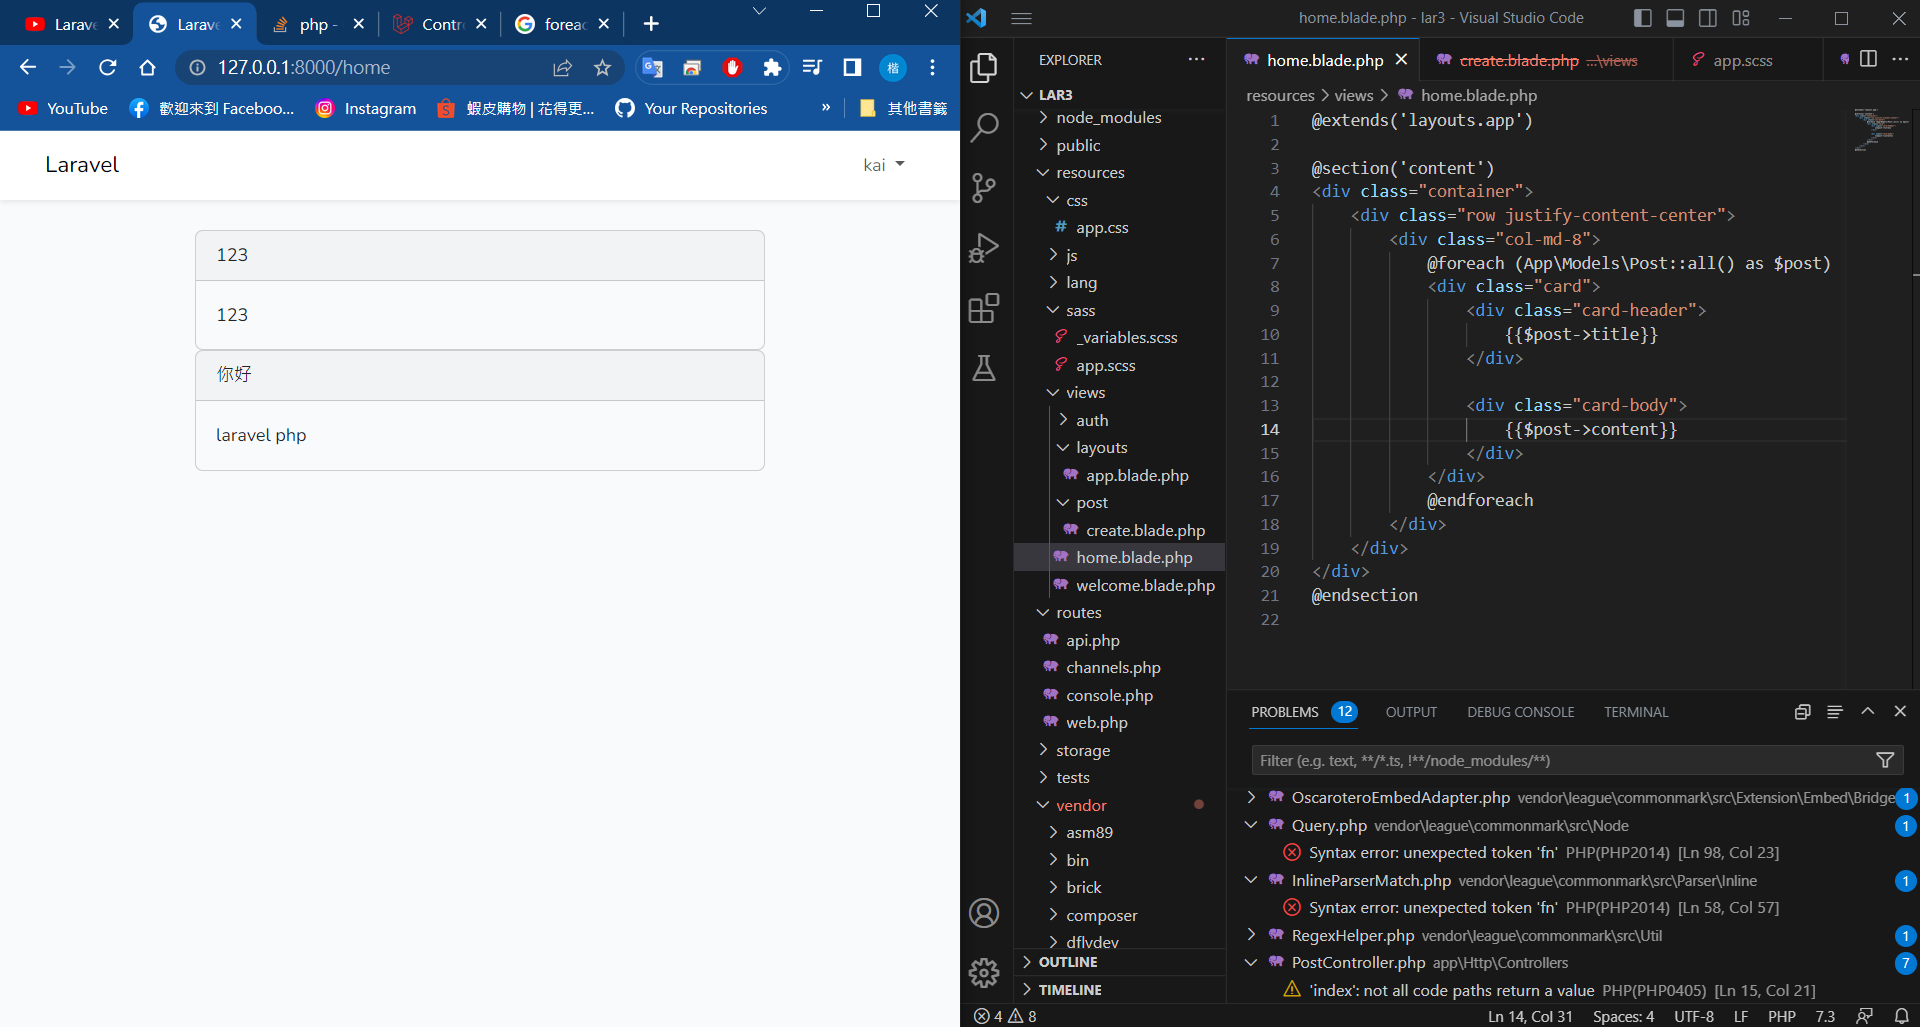 Larave
Larave
php -
Contr
foreac
127.0.0.1:8000/home
楷
YouTube
歡迎來到 Faceboo...
Instagram
蝦皮購物 | 花得更...
Your Repositories
»
其他書籤
Laravel
kai
123
123
你好
laravel php
home.blade.php - lar3 - Visual Studio Code
EXPLORER
LAR3
node_modules
public
resources
css
app.css
js
lang
sass
_variables.scss
app.scss
views
auth
layouts
app.blade.php
post
create.blade.php
home.blade.php
welcome.blade.php
routes
api.php
channels.php
console.php
web.php
storage
tests
vendor
asm89
bin
brick
composer
dflydev
OUTLINE
TIMELINE
home.blade.php
create.blade.php ...\views
app.scss
resources > views > home.blade.php
1 @extends('layouts.app')
2
3 @section('content')
4 <div class="container">
5 <div class="row justify-content-center">
6 <div class="col-md-8">
7 @foreach (App\Models\Post::all() as $post)
8 <div class="card">
9 <div class="card-header">
10 {{$post->title}}
11 </div>
12
13 <div class="card-body">
14 {{$post->content}}
15 </div>
16 </div>
17 @endforeach
18 </div>
19 </div>
20 </div>
21 @endsection
22
PROBLEMS 12 OUTPUT DEBUG CONSOLE TERMINAL
Filter (e.g. text, **/*.ts, !**/node_modules/**)
OscaroteroEmbedAdapter.php vendor\league\commonmark\src\Extension\Embed\Bridge 1
Query.php vendor\league\commonmark\src\Node 1
Syntax error: unexpected token 'fn' PHP(PHP2014) [Ln 98, Col 23]
InlineParserMatch.php vendor\league\commonmark\src\Parser\Inline 1
Syntax error: unexpected token 'fn' PHP(PHP2014) [Ln 58, Col 57]
RegexHelper.php vendor\league\commonmark\src\Util 1
PostController.php app\Http\Controllers 7
'index': not all code paths return a value PHP(PHP0405) [Ln 15, Col 21]
4 8
Ln 14, Col 31 Spaces: 4 UTF-8 LF PHP 7.3